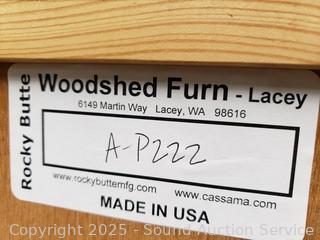 Rocky Butte
Woodshed Furn - Lacey
6149 Martin Way Lacey, WA 98616
A-P222
www.rockybuttemfg.com www.cassama.com
MADE IN USA
Copyright © 2025 - Sound Auction Service